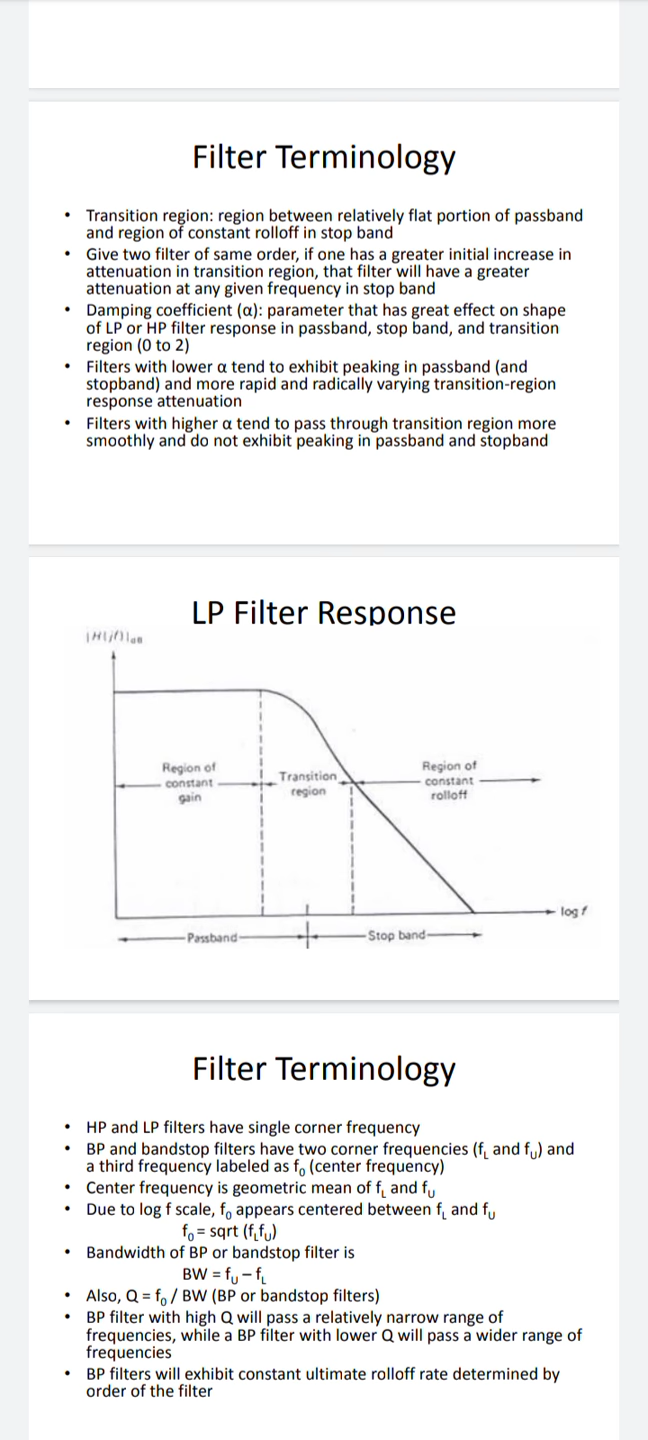 Filter Terminology
• Transition region: region between relatively flat portion of passband
and region of constant rolloff in stop band
• Give two filter of same order, if one has a greater initial increase in
attenuation in transition region, that filter will have a greater
attenuation at any given frequency in stop band
• Damping coefficient (α): parameter that has great effect on shape
of LP or HP filter response in passband, stop band, and transition
region (0 to 2)
• Filters with lower α tend to exhibit peaking in passband (and
stopband) and more rapid and radically varying transition-region
response attenuation
• Filters with higher α tend to pass through transition region more
smoothly and do not exhibit peaking in passband and stopband
LP Filter Response
Region of
constant
gain
Transition
region
Region of
constant
rolloff
log f
Passband
Stop band
Filter Terminology
• HP and LP filters have single corner frequency
• BP and bandstop filters have two corner frequencies (fL and fU) and
a third frequency labeled as f0 (center frequency)
• Center frequency is geometric mean of fL and fU
• Due to log f scale, f0 appears centered between fL and fU
f0 = sqrt (fLfU)
• Bandwidth of BP or bandstop filter is
BW = fU – fL
• Also, Q = f0 / BW (BP or bandstop filters)
• BP filter with high Q will pass a relatively narrow range of
frequencies, while a BP filter with lower Q will pass a wider range of
frequencies
• BP filters will exhibit constant ultimate rolloff rate determined by
order of the filter